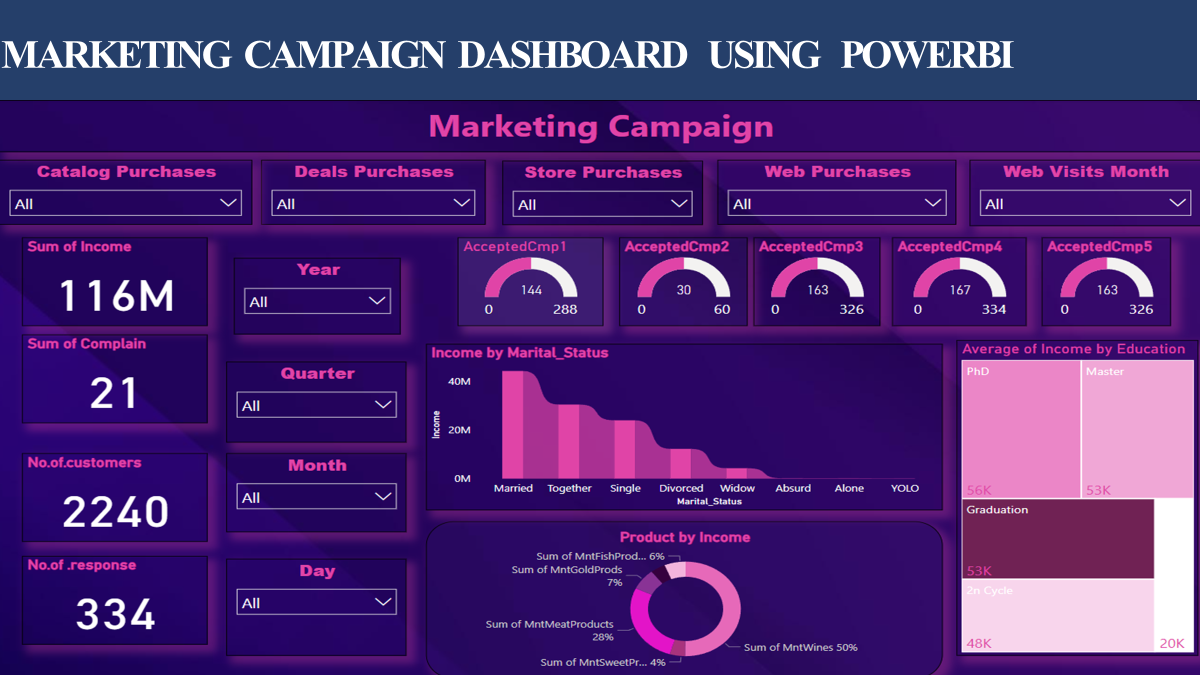 MARKETING CAMPAIGN DASHBOARD USING POWERBI
Marketing Campaign
Catalog Purchases
All
Deals Purchases
All
Store Purchases
All
Web Purchases
All
Web Visits Month
All
Sum of Income
116M
Sum of Complain
21
No.of.customers
2240
No.of .response
334
Year
All
Quarter
All
Month
All
Day
All
AcceptedCmp1
144
0 288
AcceptedCmp2
30
0 60
AcceptedCmp3
163
0 326
AcceptedCmp4
167
0 334
AcceptedCmp5
163
0 326
Income by Marital_Status
Income
40M
20M
0M
Married Together Single Divorced Widow Absurd Alone YOLO
Marital_Status
Product by Income
Sum of MntFishProd... 6%
Sum of MntGoldProds
7%
Sum of MntMeatProducts
28%
Sum of MntSweetPr... 4%
Sum of MntWines 50%
Average of Income by Education
PhD
56K
Master
53K
Graduation
53K
2n Cycle
48K
20K